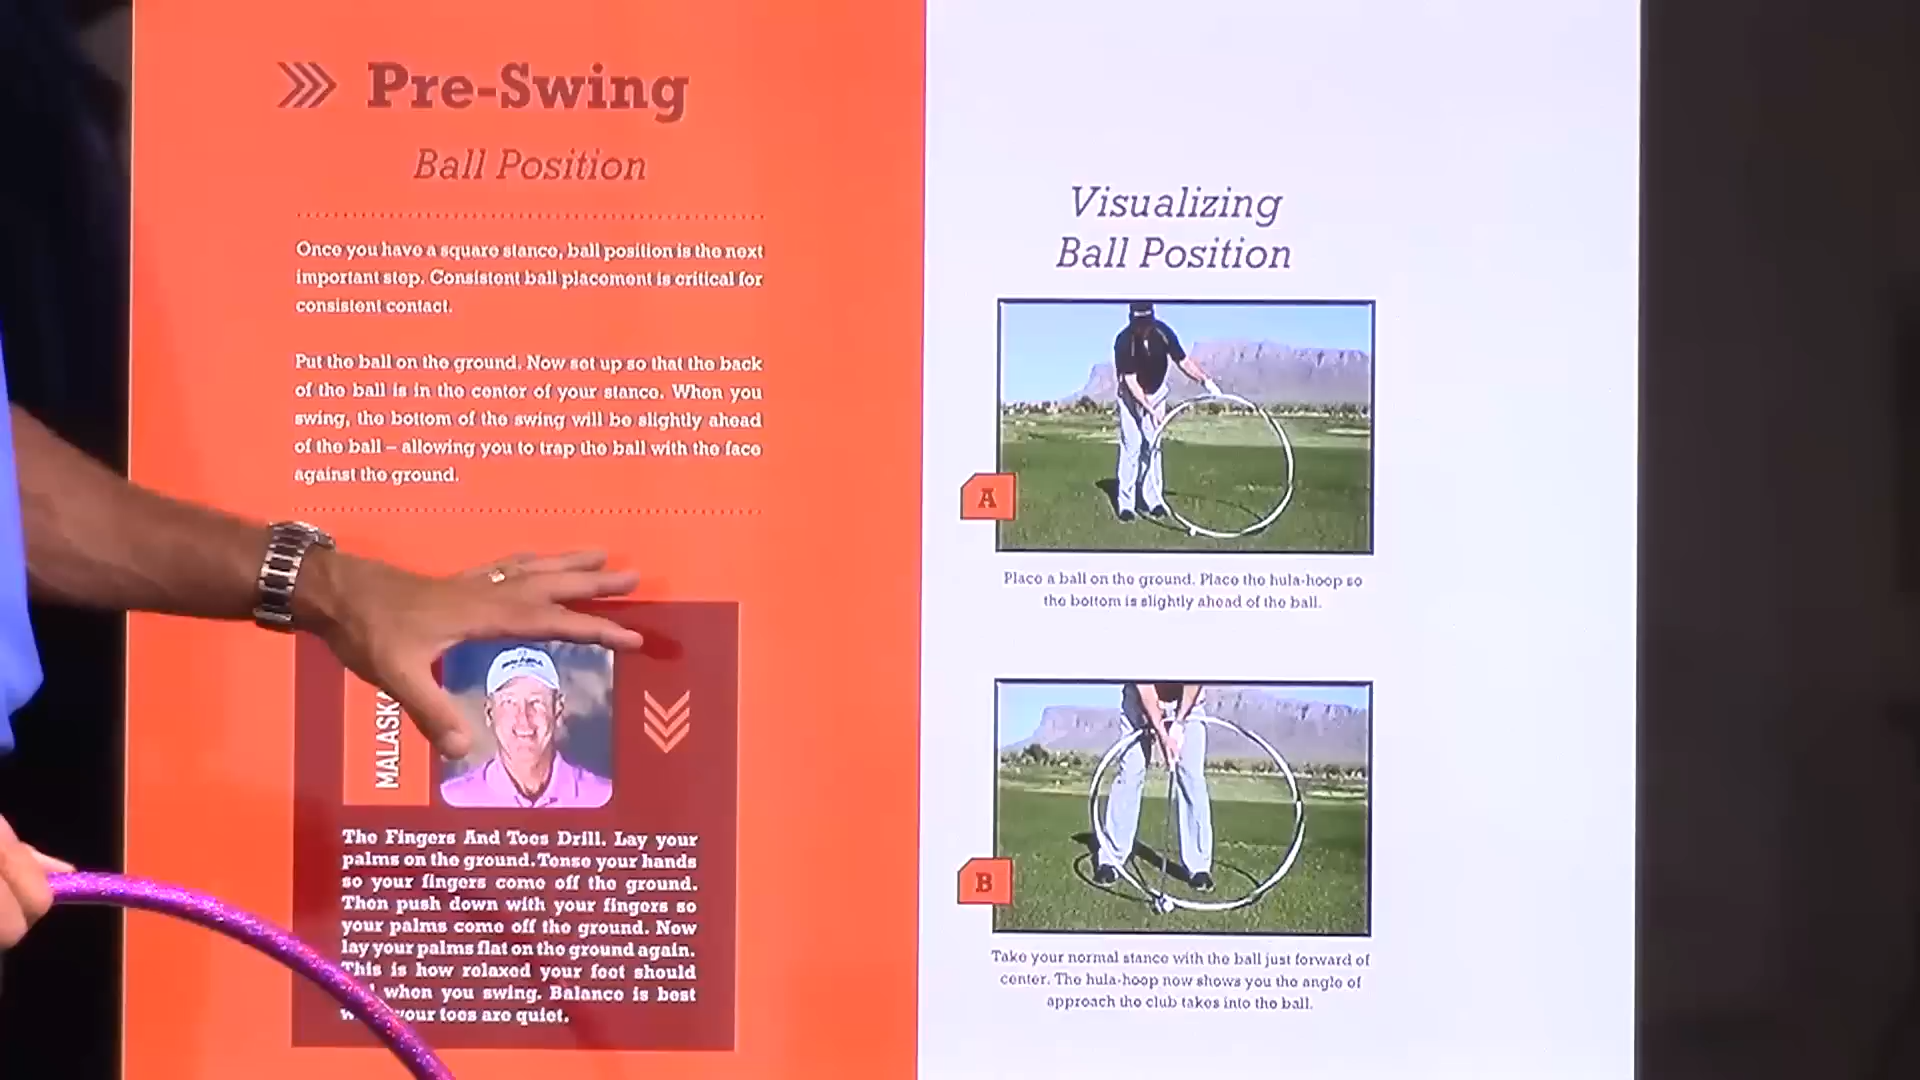 Pre-Swing
Ball Position
Once you have a square stance, ball position is the next
important step. Consistent ball placement is critical for
consistent contact.
Put the ball on the ground. Now set up so that the back
of the ball is in the center of your stance. When you
swing, the bottom of the swing will be slightly ahead
of the ball – allowing you to trap the ball with the face
against the ground.
MALASK
The Fingers And Toes Drill. Lay your
palms on the ground. Tense your hands
so your fingers come off the ground.
Then push down with your fingers so
your palms come off the ground. Now
lay your palms flat on the ground again.
This is how relaxed your feet should
when you swing. Balance is best
your toes are quiet.
Visualizing
Ball Position
A
Place a ball on the ground. Place the hula-hoop so
the bottom is slightly ahead of the ball.
B
Take your normal stance with the ball just forward of
center. The hula-hoop now shows you the angle of
approach the club takes into the ball.